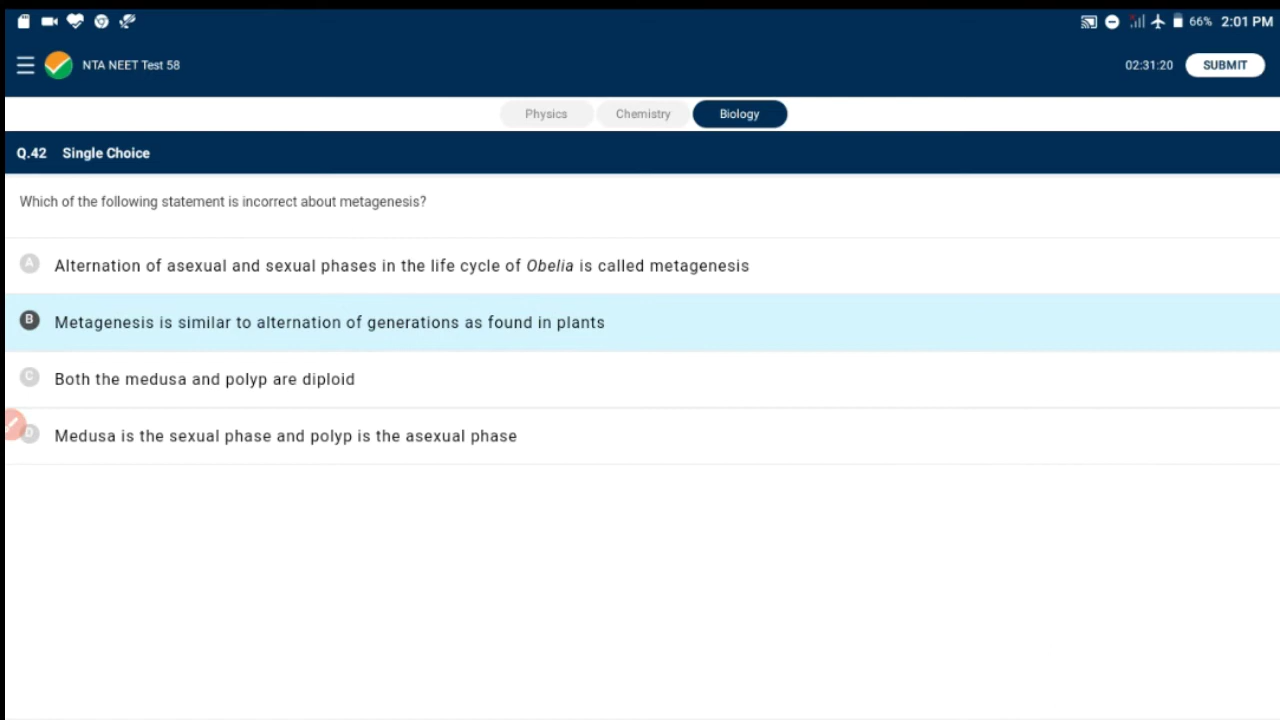 66% 2:01 PM
NTA NEET Test 58
02:31:20 SUBMIT
Physics Chemistry Biology
Q.42 Single Choice
Which of the following statement is incorrect about metagenesis?
A Alternation of asexual and sexual phases in the life cycle of Obelia is called metagenesis
B Metagenesis is similar to alternation of generations as found in plants
C Both the medusa and polyp are diploid
D Medusa is the sexual phase and polyp is the asexual phase